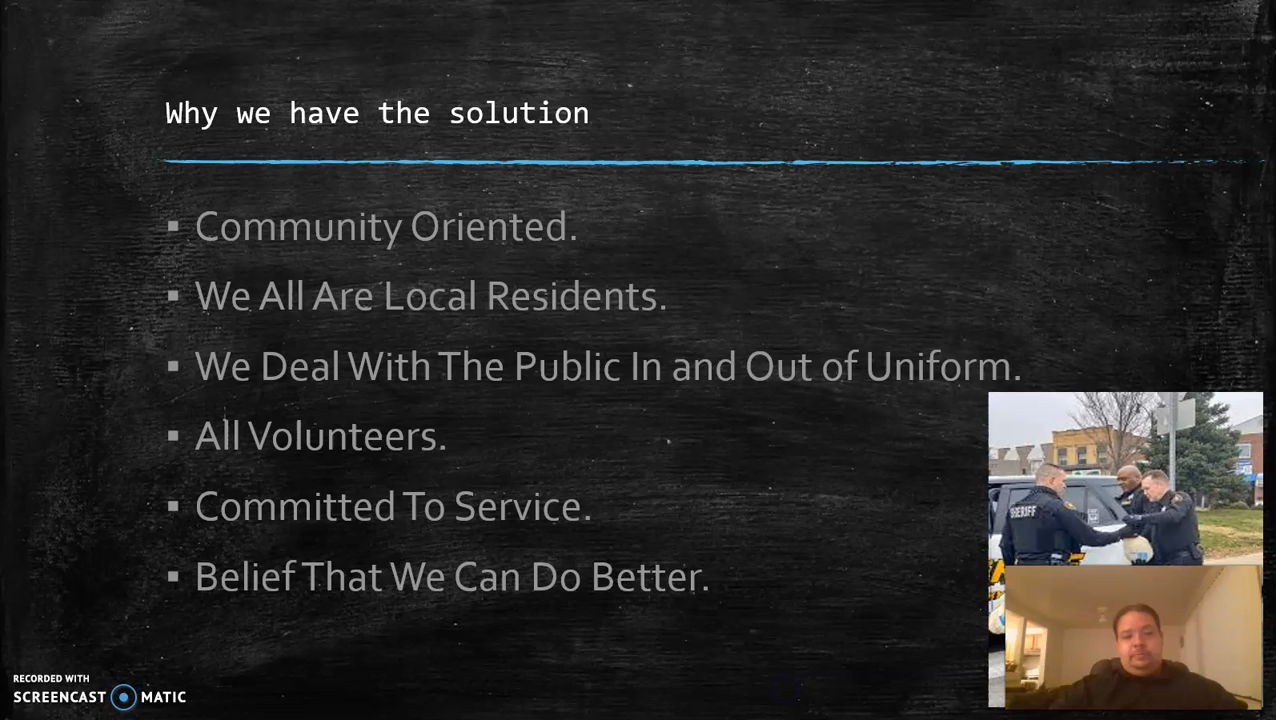 Why we have the solution
Community Oriented.
We All Are Local Residents.
We Deal With The Public In and Out of Uniform.
All Volunteers.
Committed To Service.
Belief That We Can Do Better.
SHERIFF
RECORDED WITH
SCREENCAST MATIC